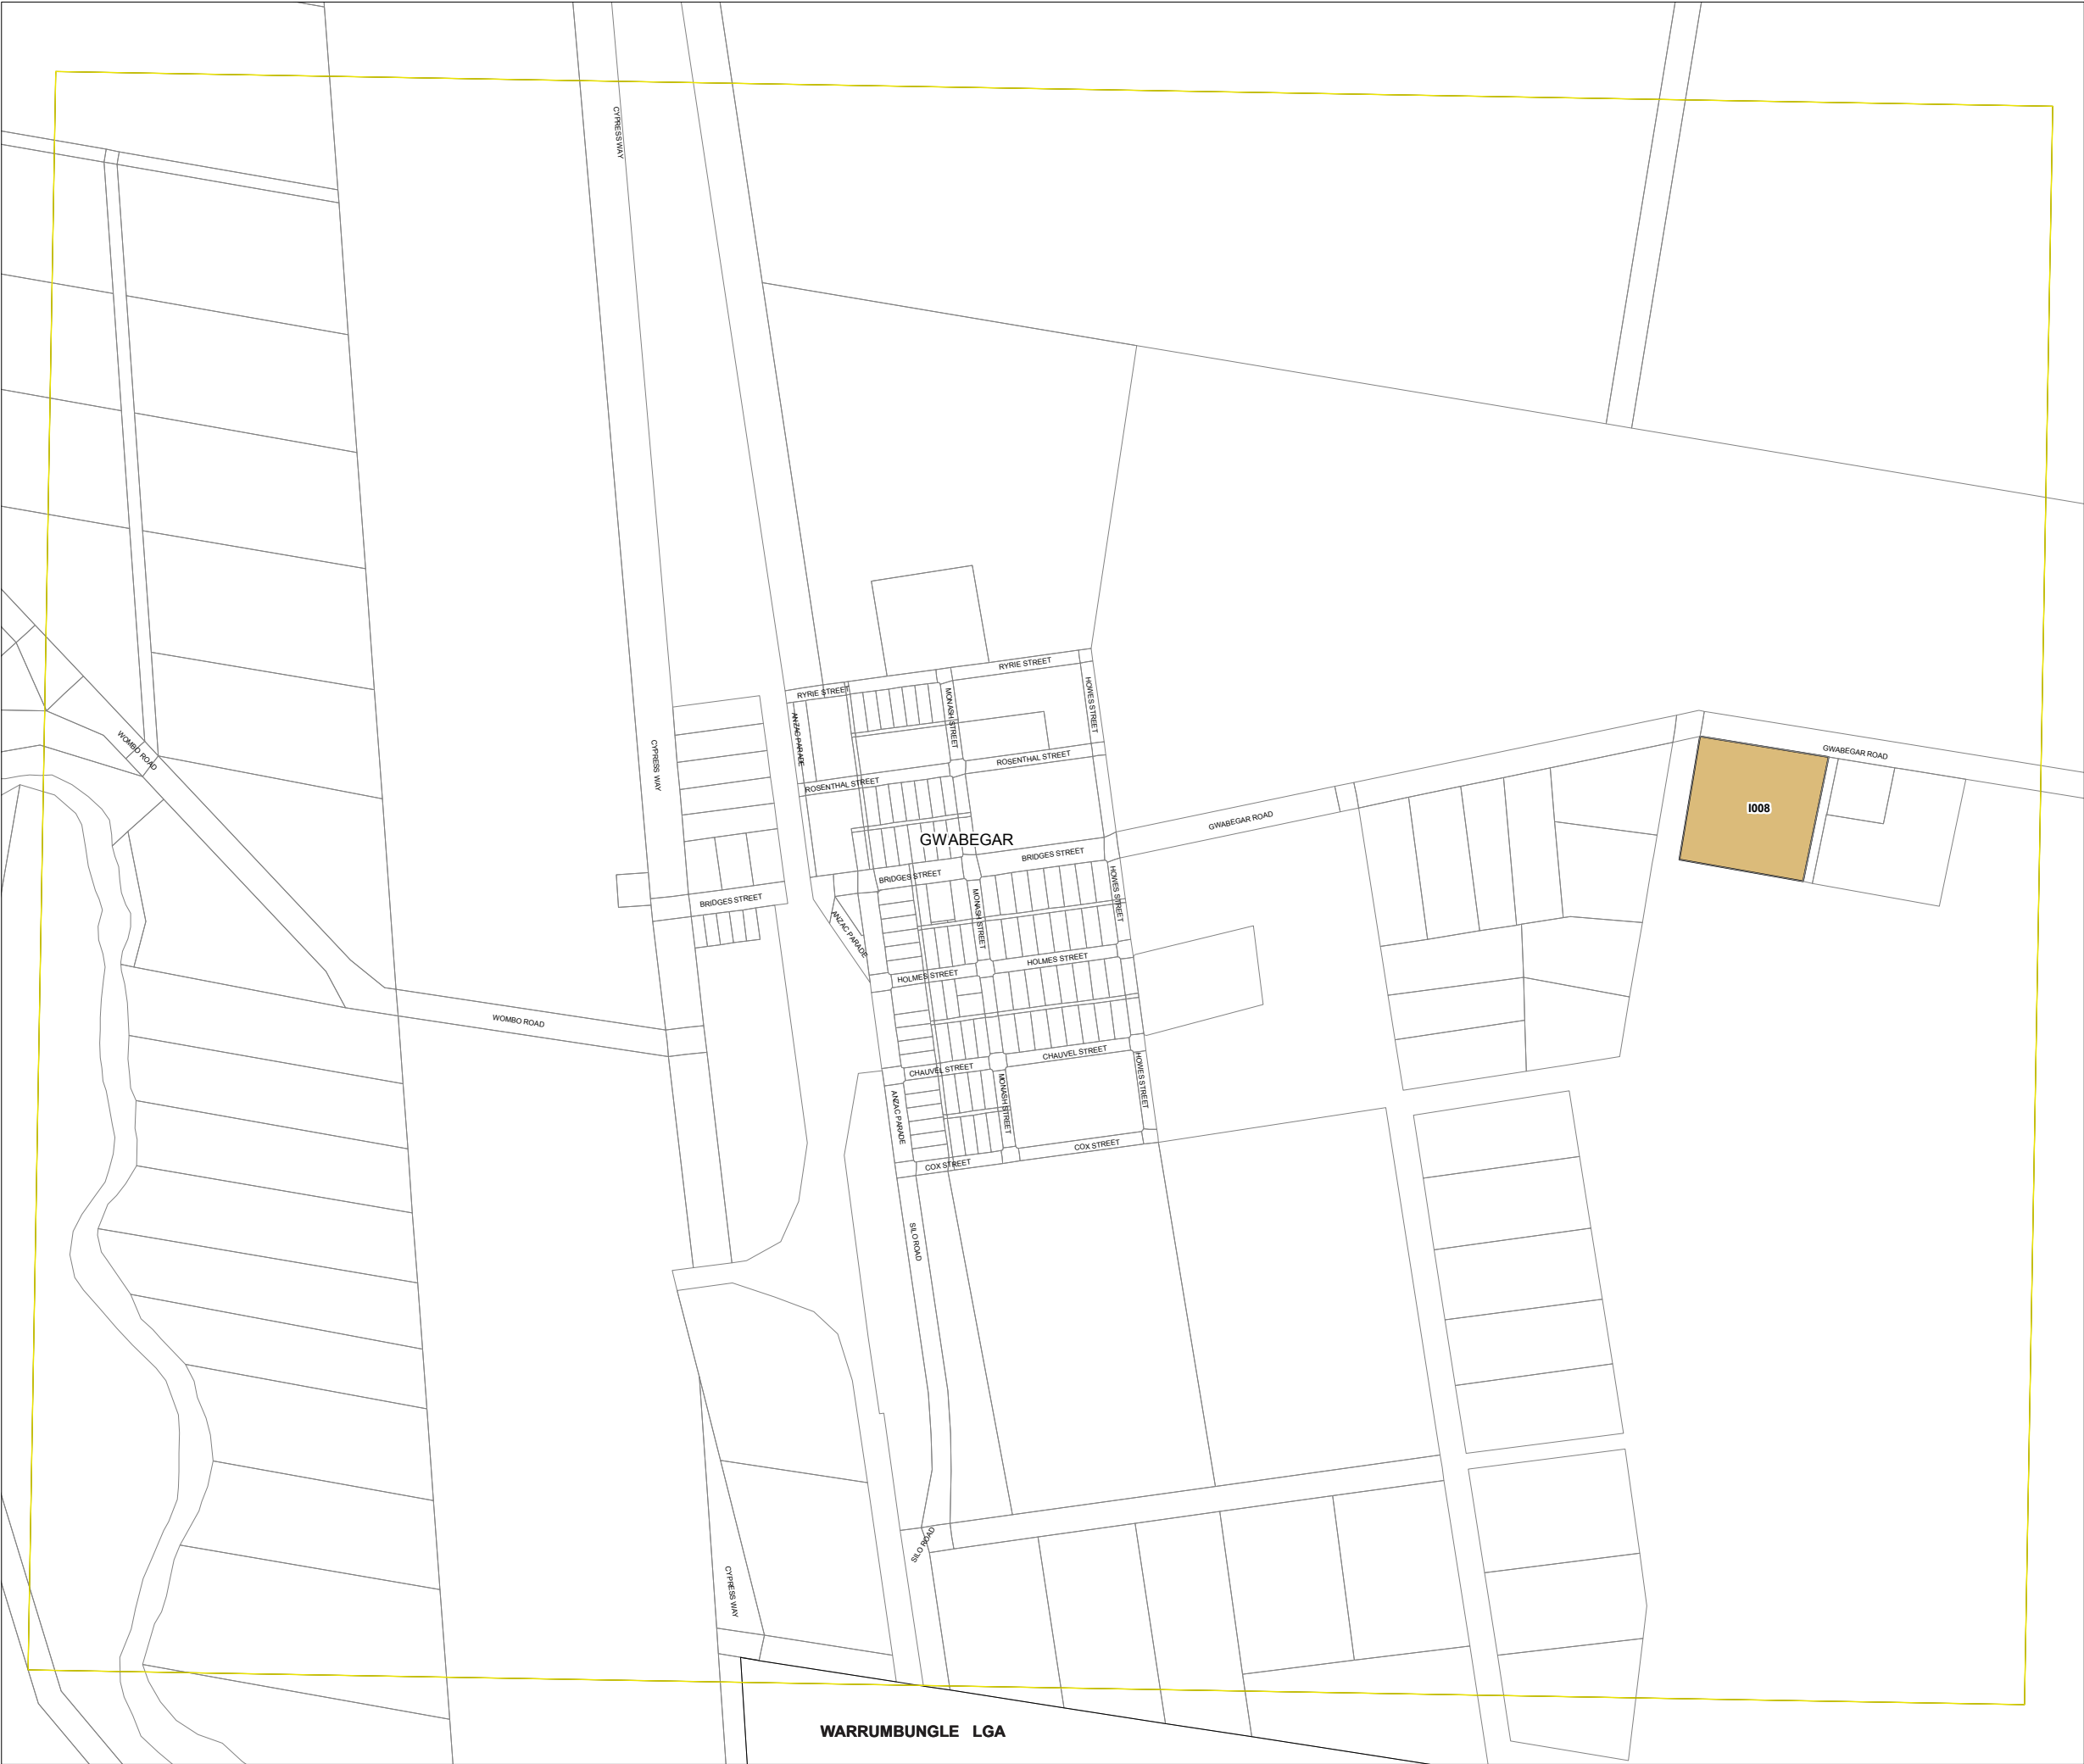 CYPRESSWAY
RYRIE STREET
RYRIE STREET
HOWES STREET
MONASH STREET
ANZAC PARADE
WOMBO ROAD
CYPRESS WAY
GWABEGAR ROAD
ROSENTHAL STREET
ROSENTHAL STREET
I008
GWABEGAR ROAD
GWABEGAR
BRIDGES STREET
BRIDGES STREET
BRIDGES STREET
HOWES STREET
MONASH STREET
ANZAC PARADE
HOLMES STREET
HOLMES STREET
WOMBO ROAD
CHAUVEL STREET
CHAUVEL STREET
HOWES STREET
MONASH STREET
ANZAC PARADE
COX STREET
COX STREET
SILO ROAD
SILO ROAD
CYPRESS WAY
WARRUMBUNGLE LGA